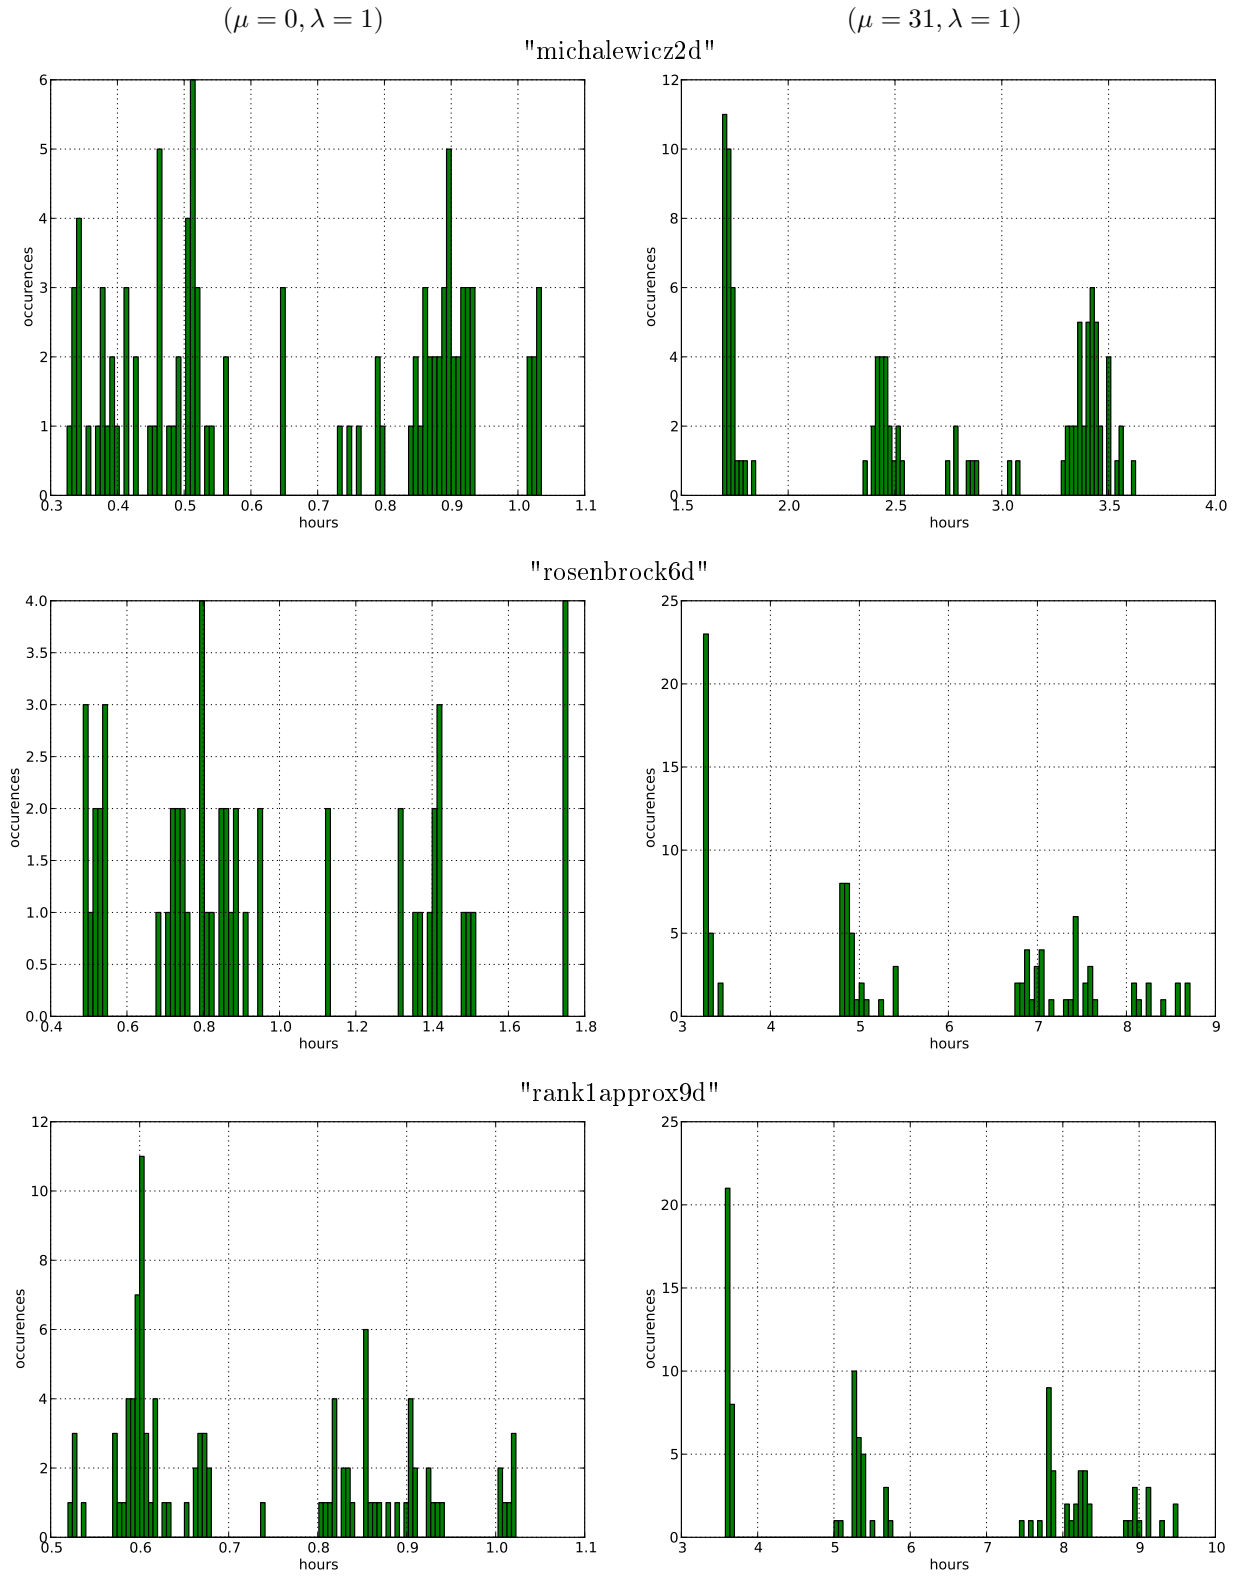 (μ = 0, λ = 1) (μ = 31, λ = 1)
"michalewicz2d"
6
5
4
3
2
1
0
occurences
0.3 0.4 0.5 0.6 0.7 0.8 0.9 1.0 1.1
hours
12
10
8
6
4
2
0
occurences
1.5 2.0 2.5 3.0 3.5 4.0
hours
"rosenbrock6d"
4.0
3.5
3.0
2.5
2.0
1.5
1.0
0.5
0.0
occurences
0.4 0.6 0.8 1.0 1.2 1.4 1.6 1.8
hours
25
20
15
10
5
0
occurences
3 4 5 6 7 8 9
hours
"rank1approx9d"
12
10
8
6
4
2
0
occurences
0.5 0.6 0.7 0.8 0.9 1.0 1.1
hours
25
20
15
10
5
0
occurences
3 4 5 6 7 8 9 10
hours